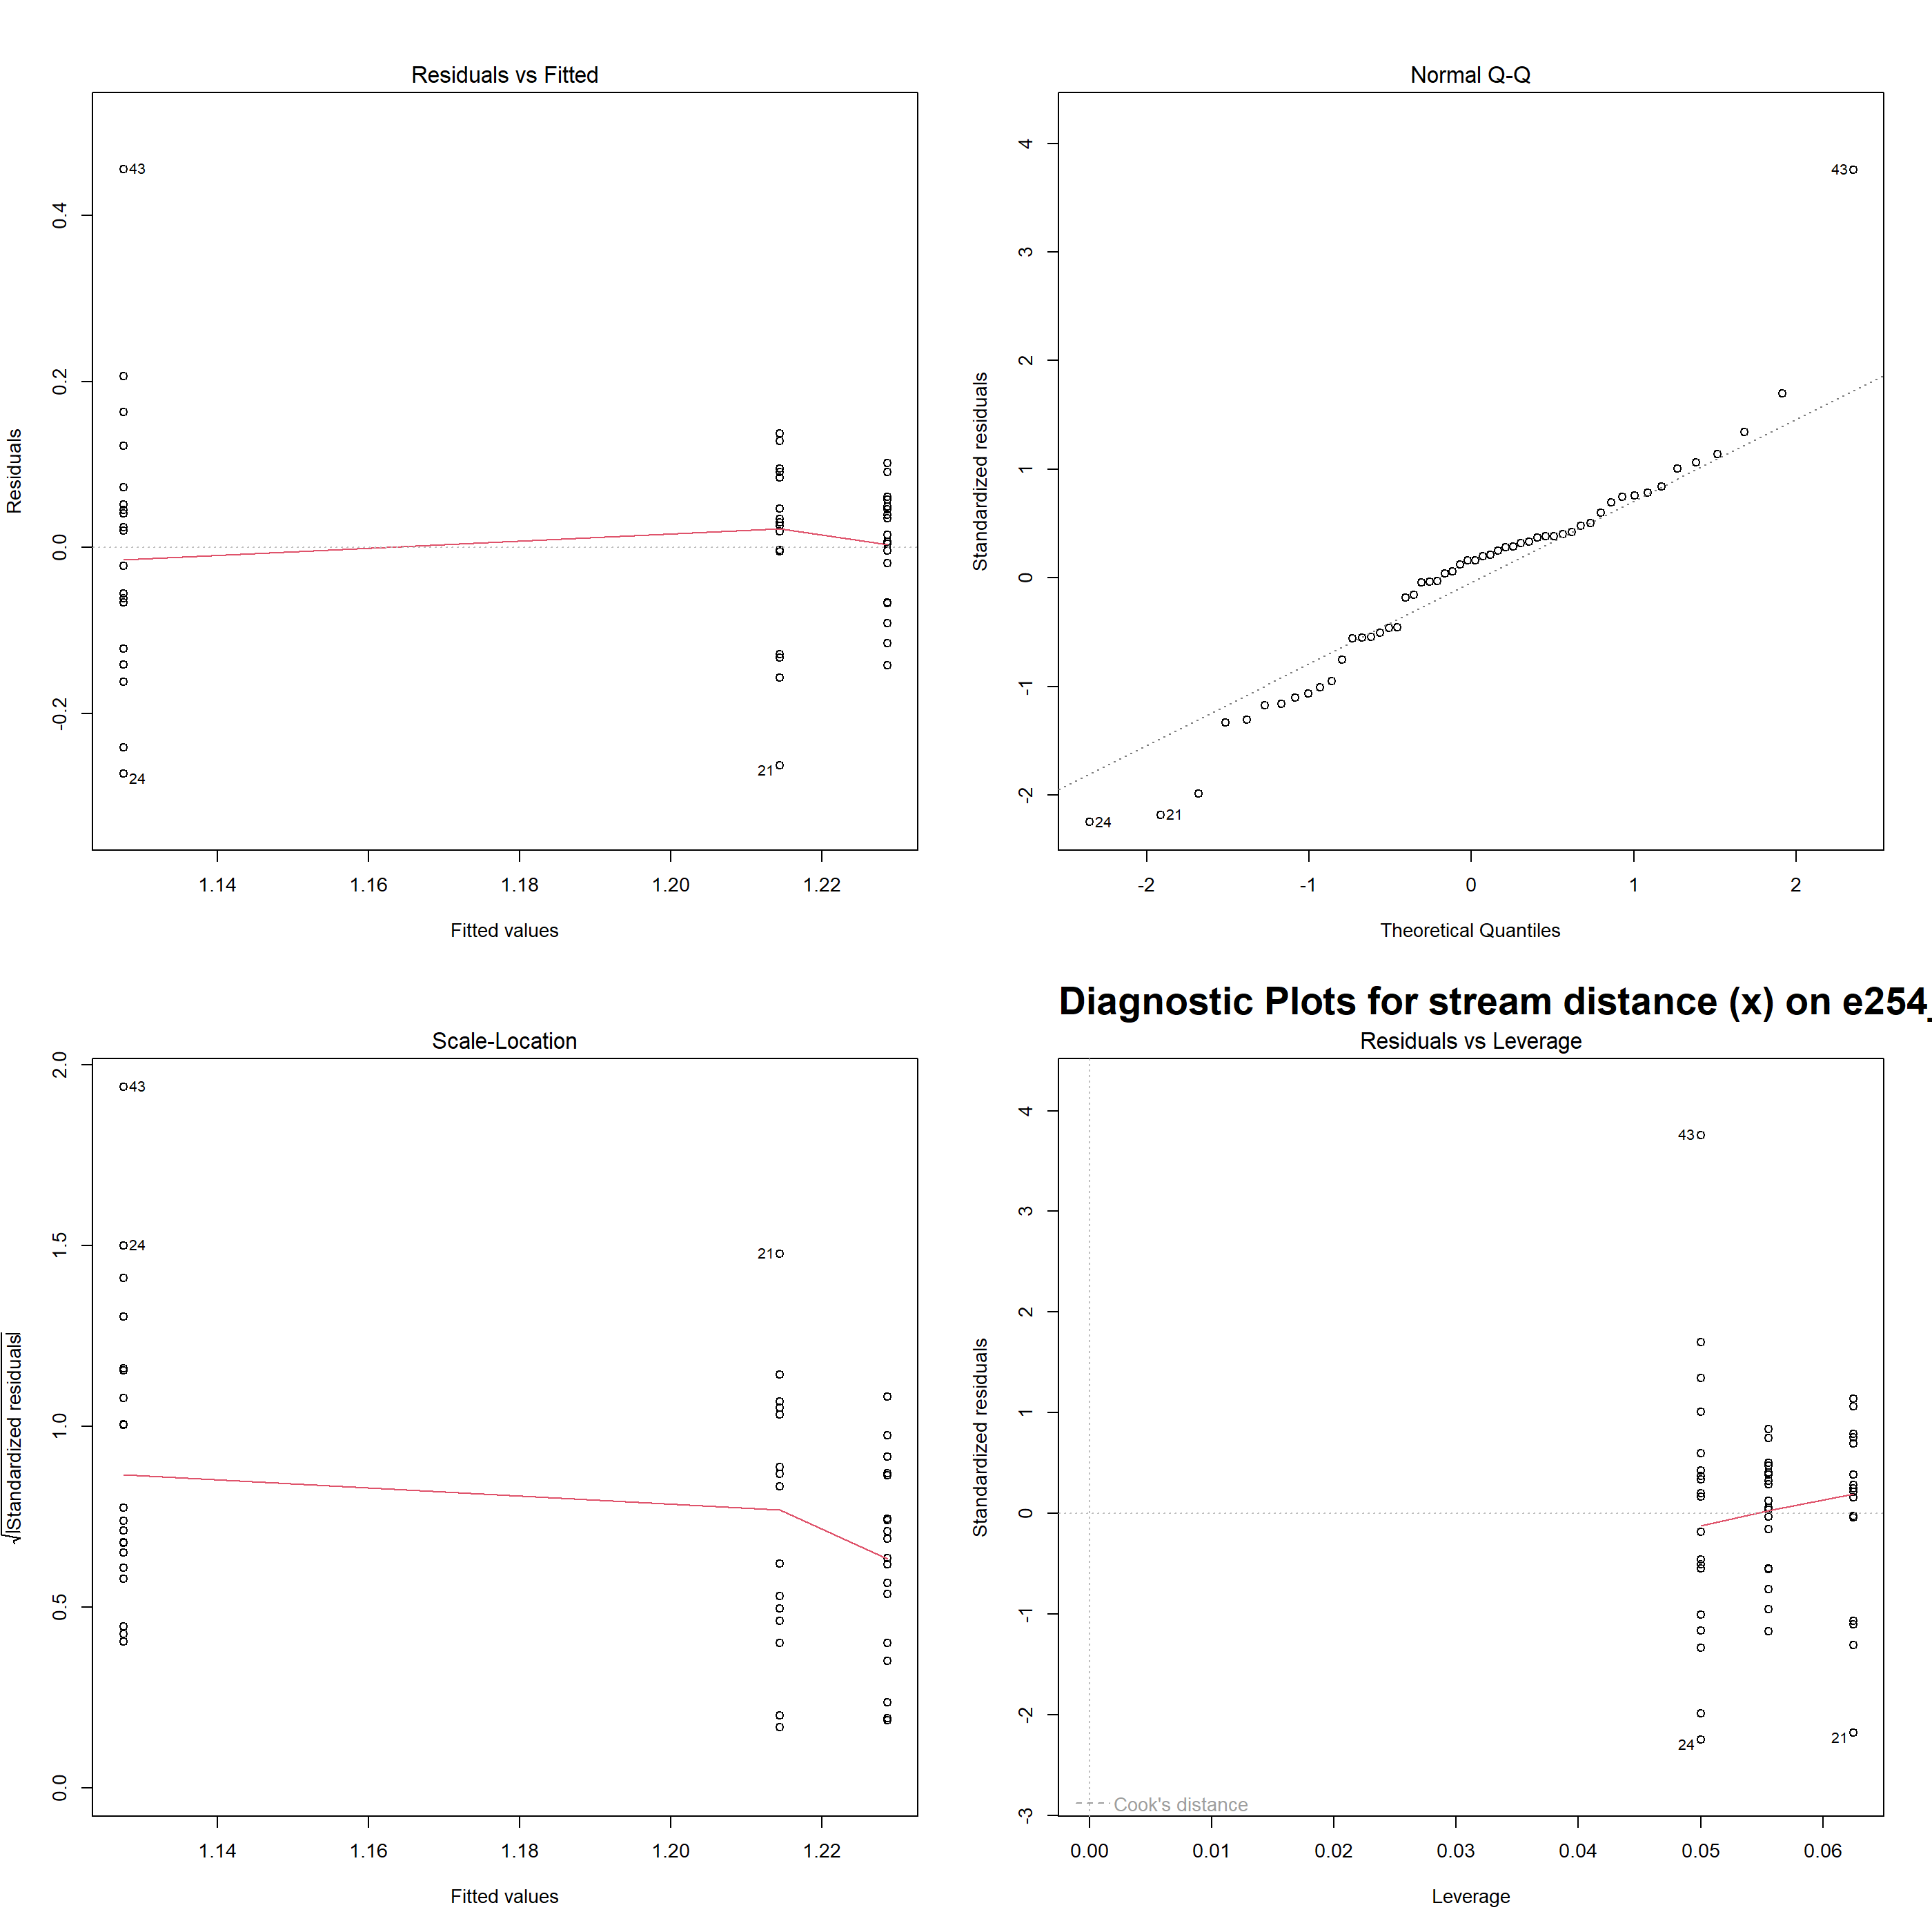 Residuals vs Fitted
43
24
21
Residuals
-0.2
0.0
0.2
0.4
1.14 1.16 1.18 1.20 1.22
Fitted values
Normal Q-Q
43
24
21
Standardized residuals
-2
-1
0
1
2
3
4
-2 -1 0 1 2
Theoretical Quantiles
Scale-Location
43
24
21
√|Standardized residuals|
0.0
0.5
1.0
1.5
2.0
1.14 1.16 1.18 1.20 1.22
Fitted values
Diagnostic Plots for stream distance (x) on e254_
Residuals vs Leverage
43
24
21
Cook's distance
Standardized residuals
-3
-2
-1
0
1
2
3
4
0.00 0.01 0.02 0.03 0.04 0.05 0.06
Leverage